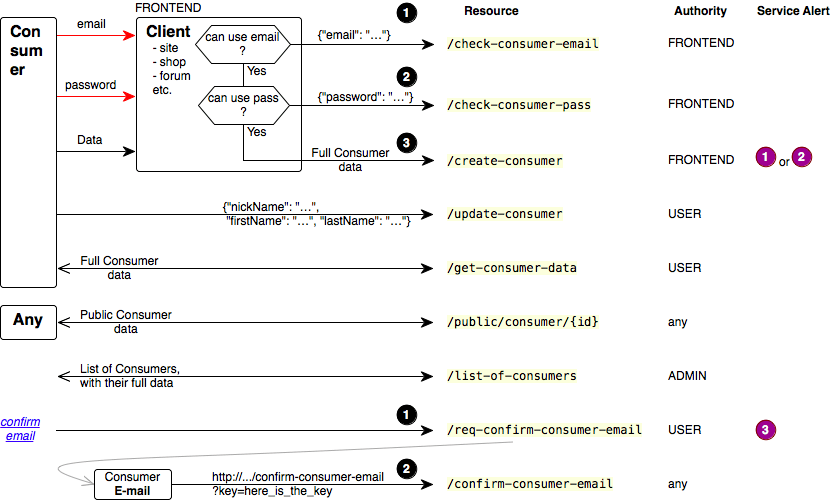 FRONTEND
Resource
Authority
Service Alert
Con
sum
er
email
Client
- site
- shop
- forum
etc.
can use email
?
1
{"email": "..."}
/check-consumer-email
FRONTEND
Yes
password
can use pass
?
2
{"password": "..."}
/check-consumer-pass
FRONTEND
Yes
Data
3
Full Consumer
data
/create-consumer
FRONTEND
1 or 2
{"nickName": "...",
"firstName": "...", "lastName": "..."}
/update-consumer
USER
Full Consumer
data
/get-consumer-data
USER
Any
Public Consumer
data
/public/consumer/{id}
any
List of Consumers,
with their full data
/list-of-consumers
ADMIN
confirm
email
1
/req-confirm-consumer-email
USER
3
Consumer
E-mail
2
http://.../confirm-consumer-email
?key=here_is_the_key
/confirm-consumer-email
any